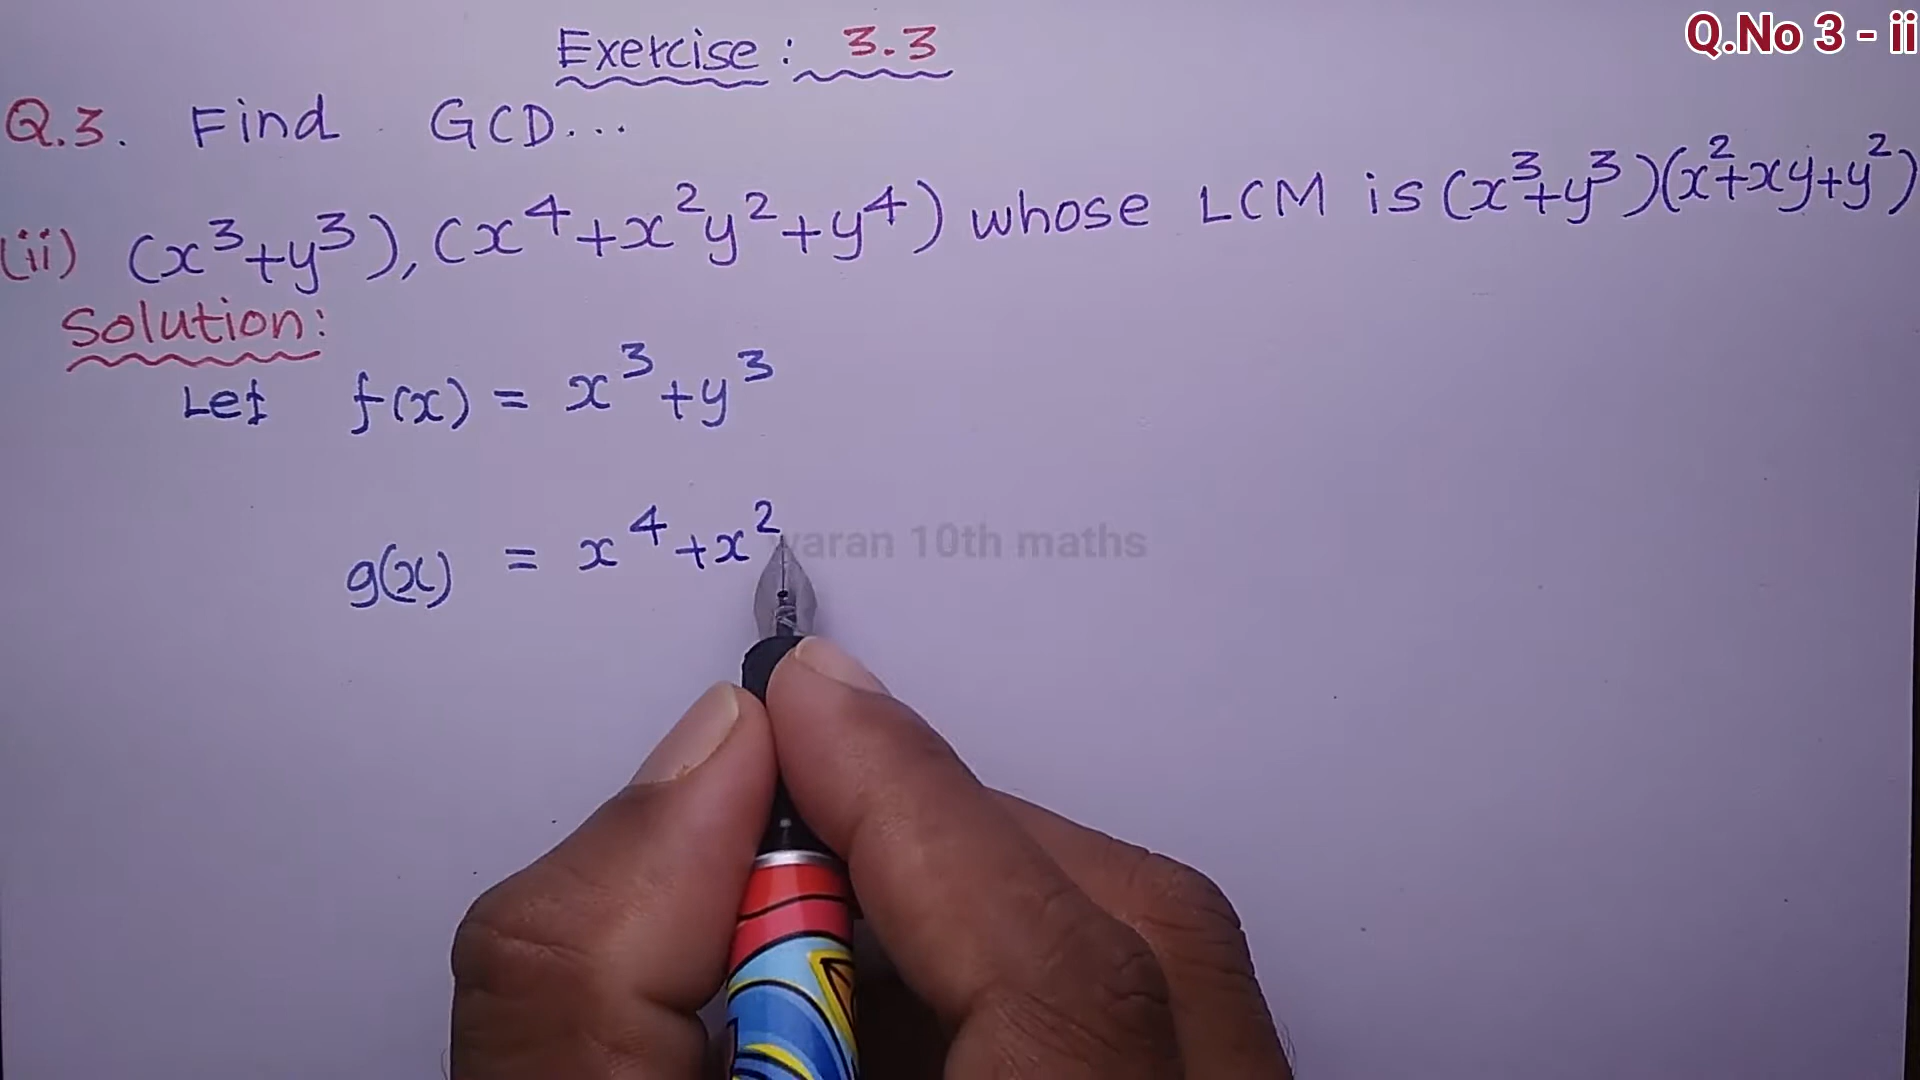 Q.No 3 - ii
Exercise: 3.3
Q.3. Find GCD...
(ii) (x³+y³), (x⁴+x²y²+y⁴) whose LCM is (x³+y³)(x²+xy+y²)
Solution:
Let f(x) = x³+y³
g(x) = x⁴+x²
waran 10th maths